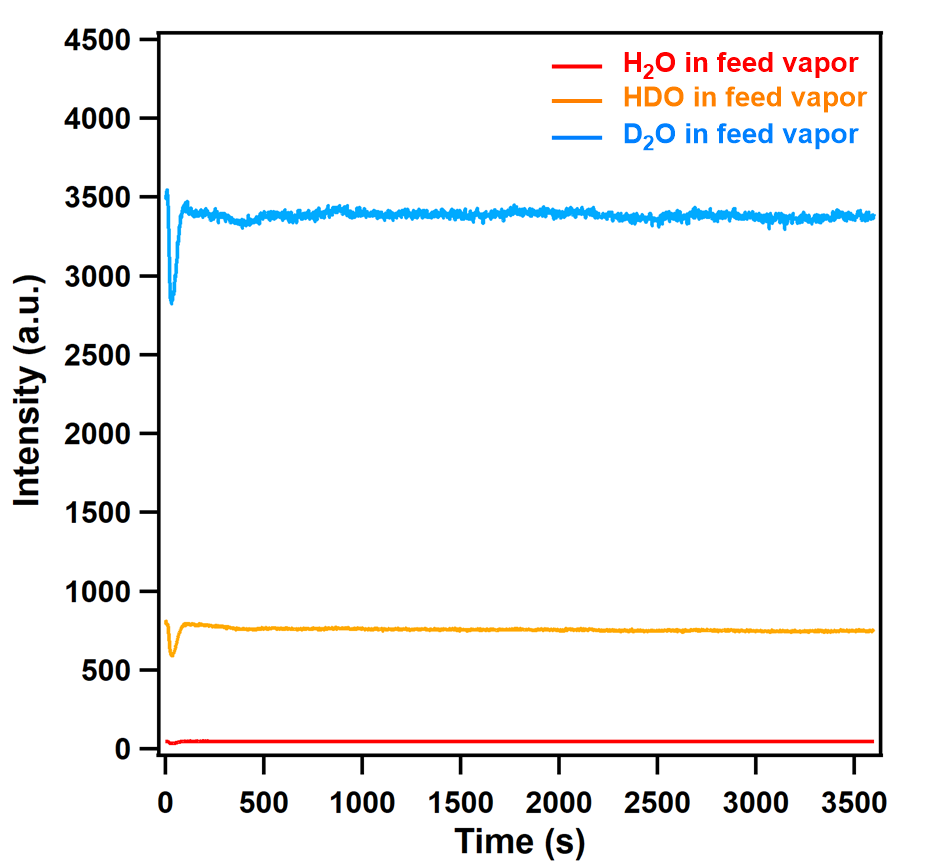 4500
4000
3500
3000
2500
2000
1500
1000
500
0
Intensity (a.u.)
H₂O in feed vapor
HDO in feed vapor
D₂O in feed vapor
0 500 1000 1500 2000 2500 3000 3500
Time (s)